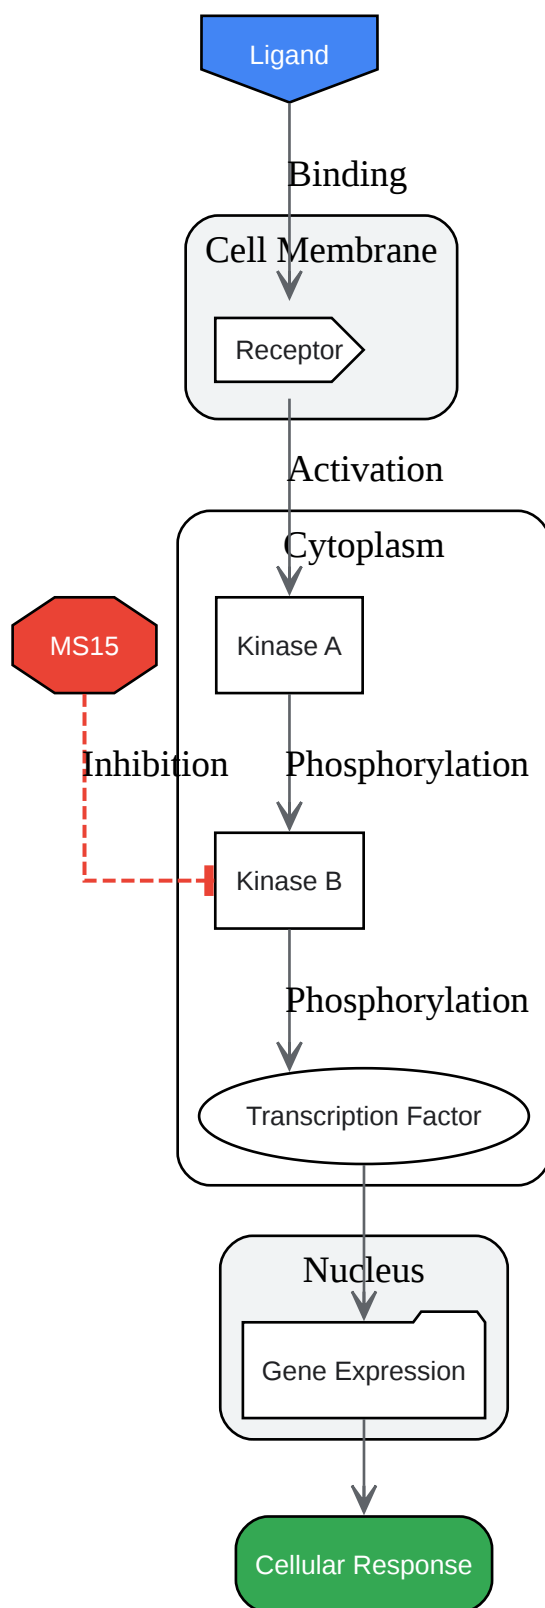 Ligand
Binding
Cell Membrane
Receptor
Activation
Cytoplasm
MS15
Kinase A
Inhibition
Phosphorylation
Kinase B
Phosphorylation
Transcription Factor
Nucleus
Gene Expression
Cellular Response